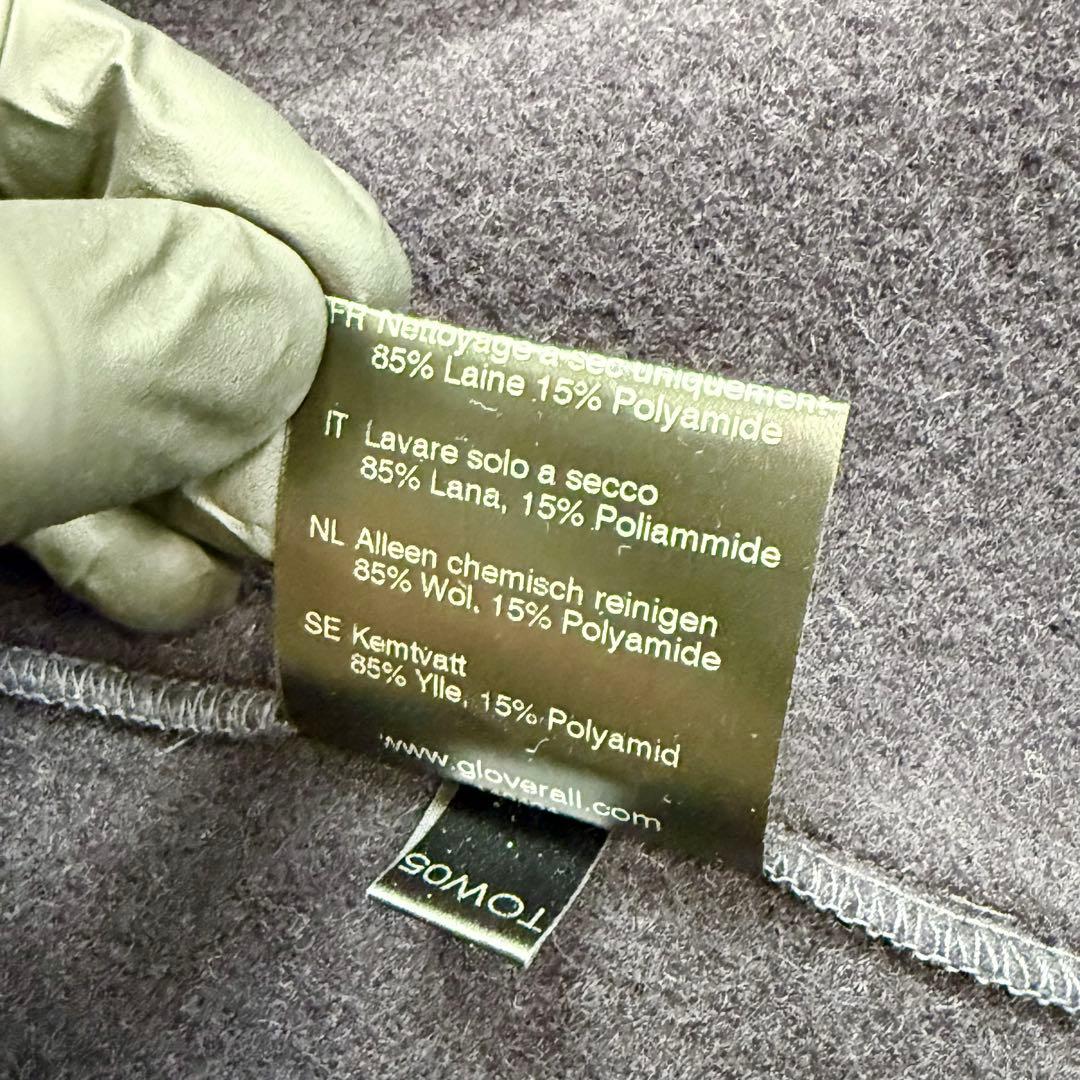 FR Nettoyage a sec uniquement
85% Laine 15% Polyamide
IT Lavare solo a secco
85% Lana, 15% Poliammide
NL Alleen chemisch reinigen
85% Wol, 15% Polyamide
SE Kemtvatt
85% Ylle, 15% Polyamid
www.gloverall.com
TOW05